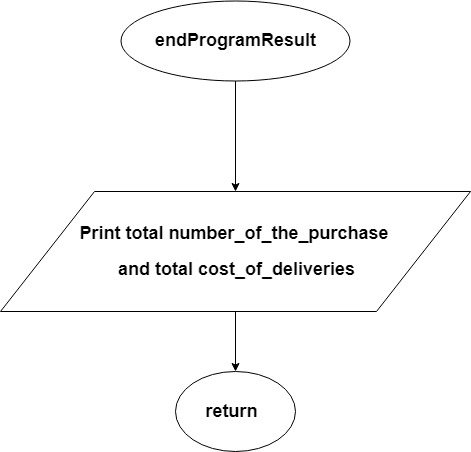 endProgramResult
Print total number_of_the_purchase
and total cost_of_deliveries
return